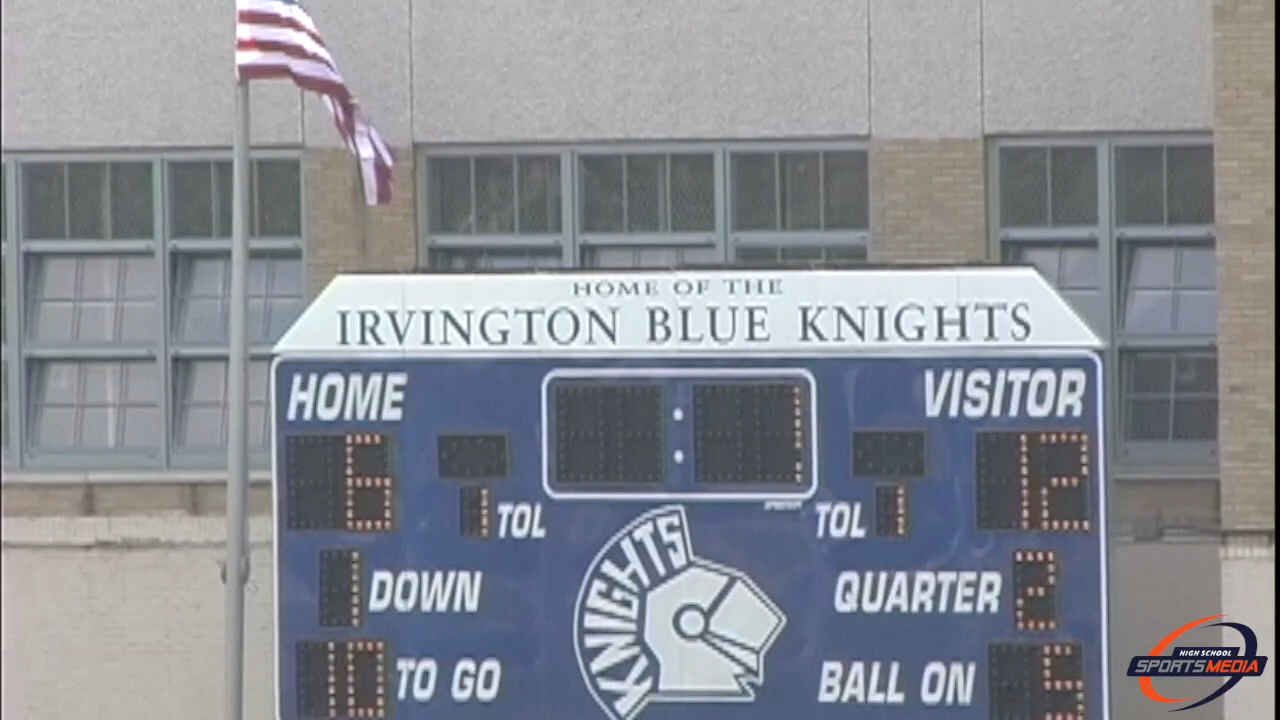 HOME OF THE
IRVINGTON BLUE KNIGHTS
HOME
:
VISITOR
6
12
1 TOL
TOL 1
KNIGHTS
1 DOWN
QUARTER 2
10 TO GO
BALL ON
HIGH SCHOOL
SPORTSMEDIA